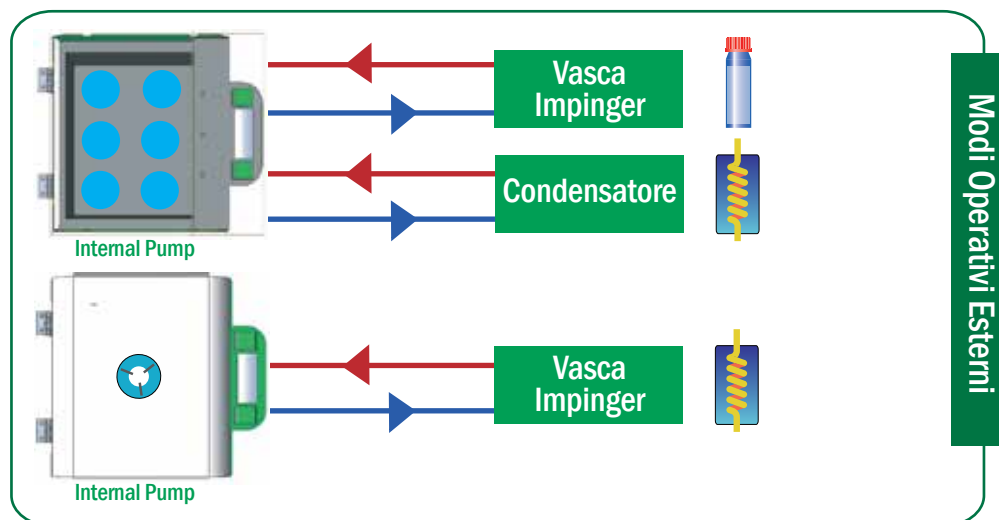 Vasca
Impinger
Condensatore
Internal Pump
Vasca
Impinger
Internal Pump
Modi Operativi Esterni